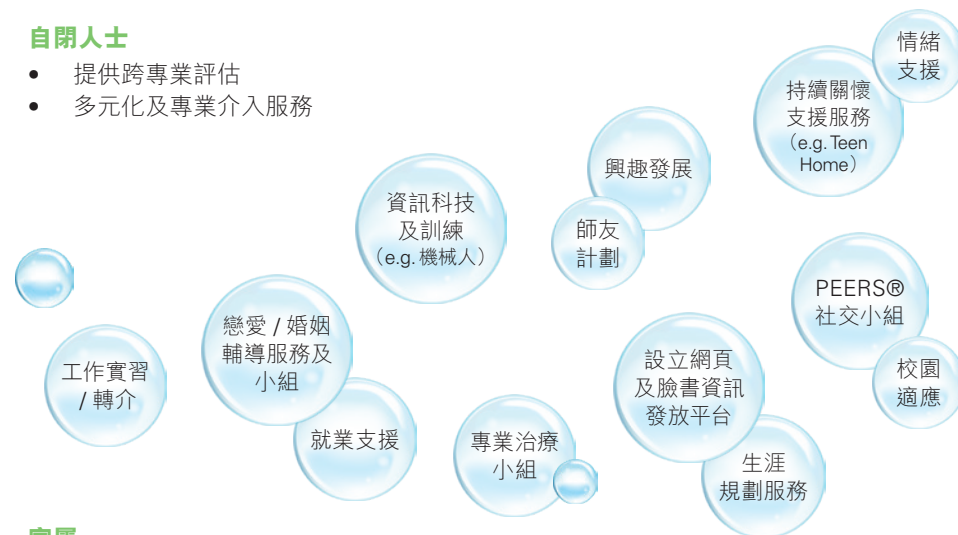 自閉人士
• 提供跨專業評估
• 多元化及專業介入服務
情緒
支援
持續關懷
支援服務
（e.g. Teen
Home）
興趣發展
師友
計劃
資訊科技
及訓練
（e.g. 機械人）
PEERS®
社交小組
校園
適應
戀愛 / 婚姻
輔導服務及
小組
工作實習
/ 轉介
就業支援
專業治療
小組
設立網頁
及臉書資訊
發放平台
生涯
規劃服務